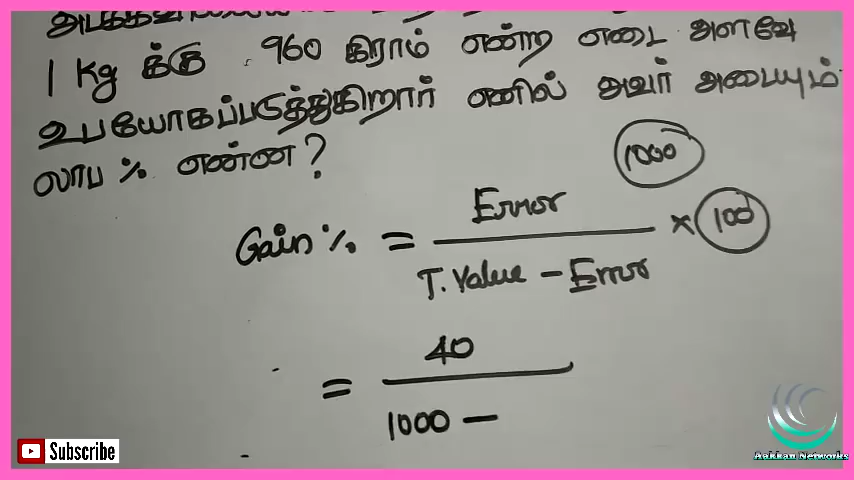 1 Kg க்கு 960 கிராம் என்ற எடை அளவே
உபயோகப்படுத்துகிறார் எனில் அவர் அடையும்
லாப % என்ன?
1000
Gain % = Error / T. Value - Error × 100
= 40 / 1000 -
Subscribe
Aakkan Networks